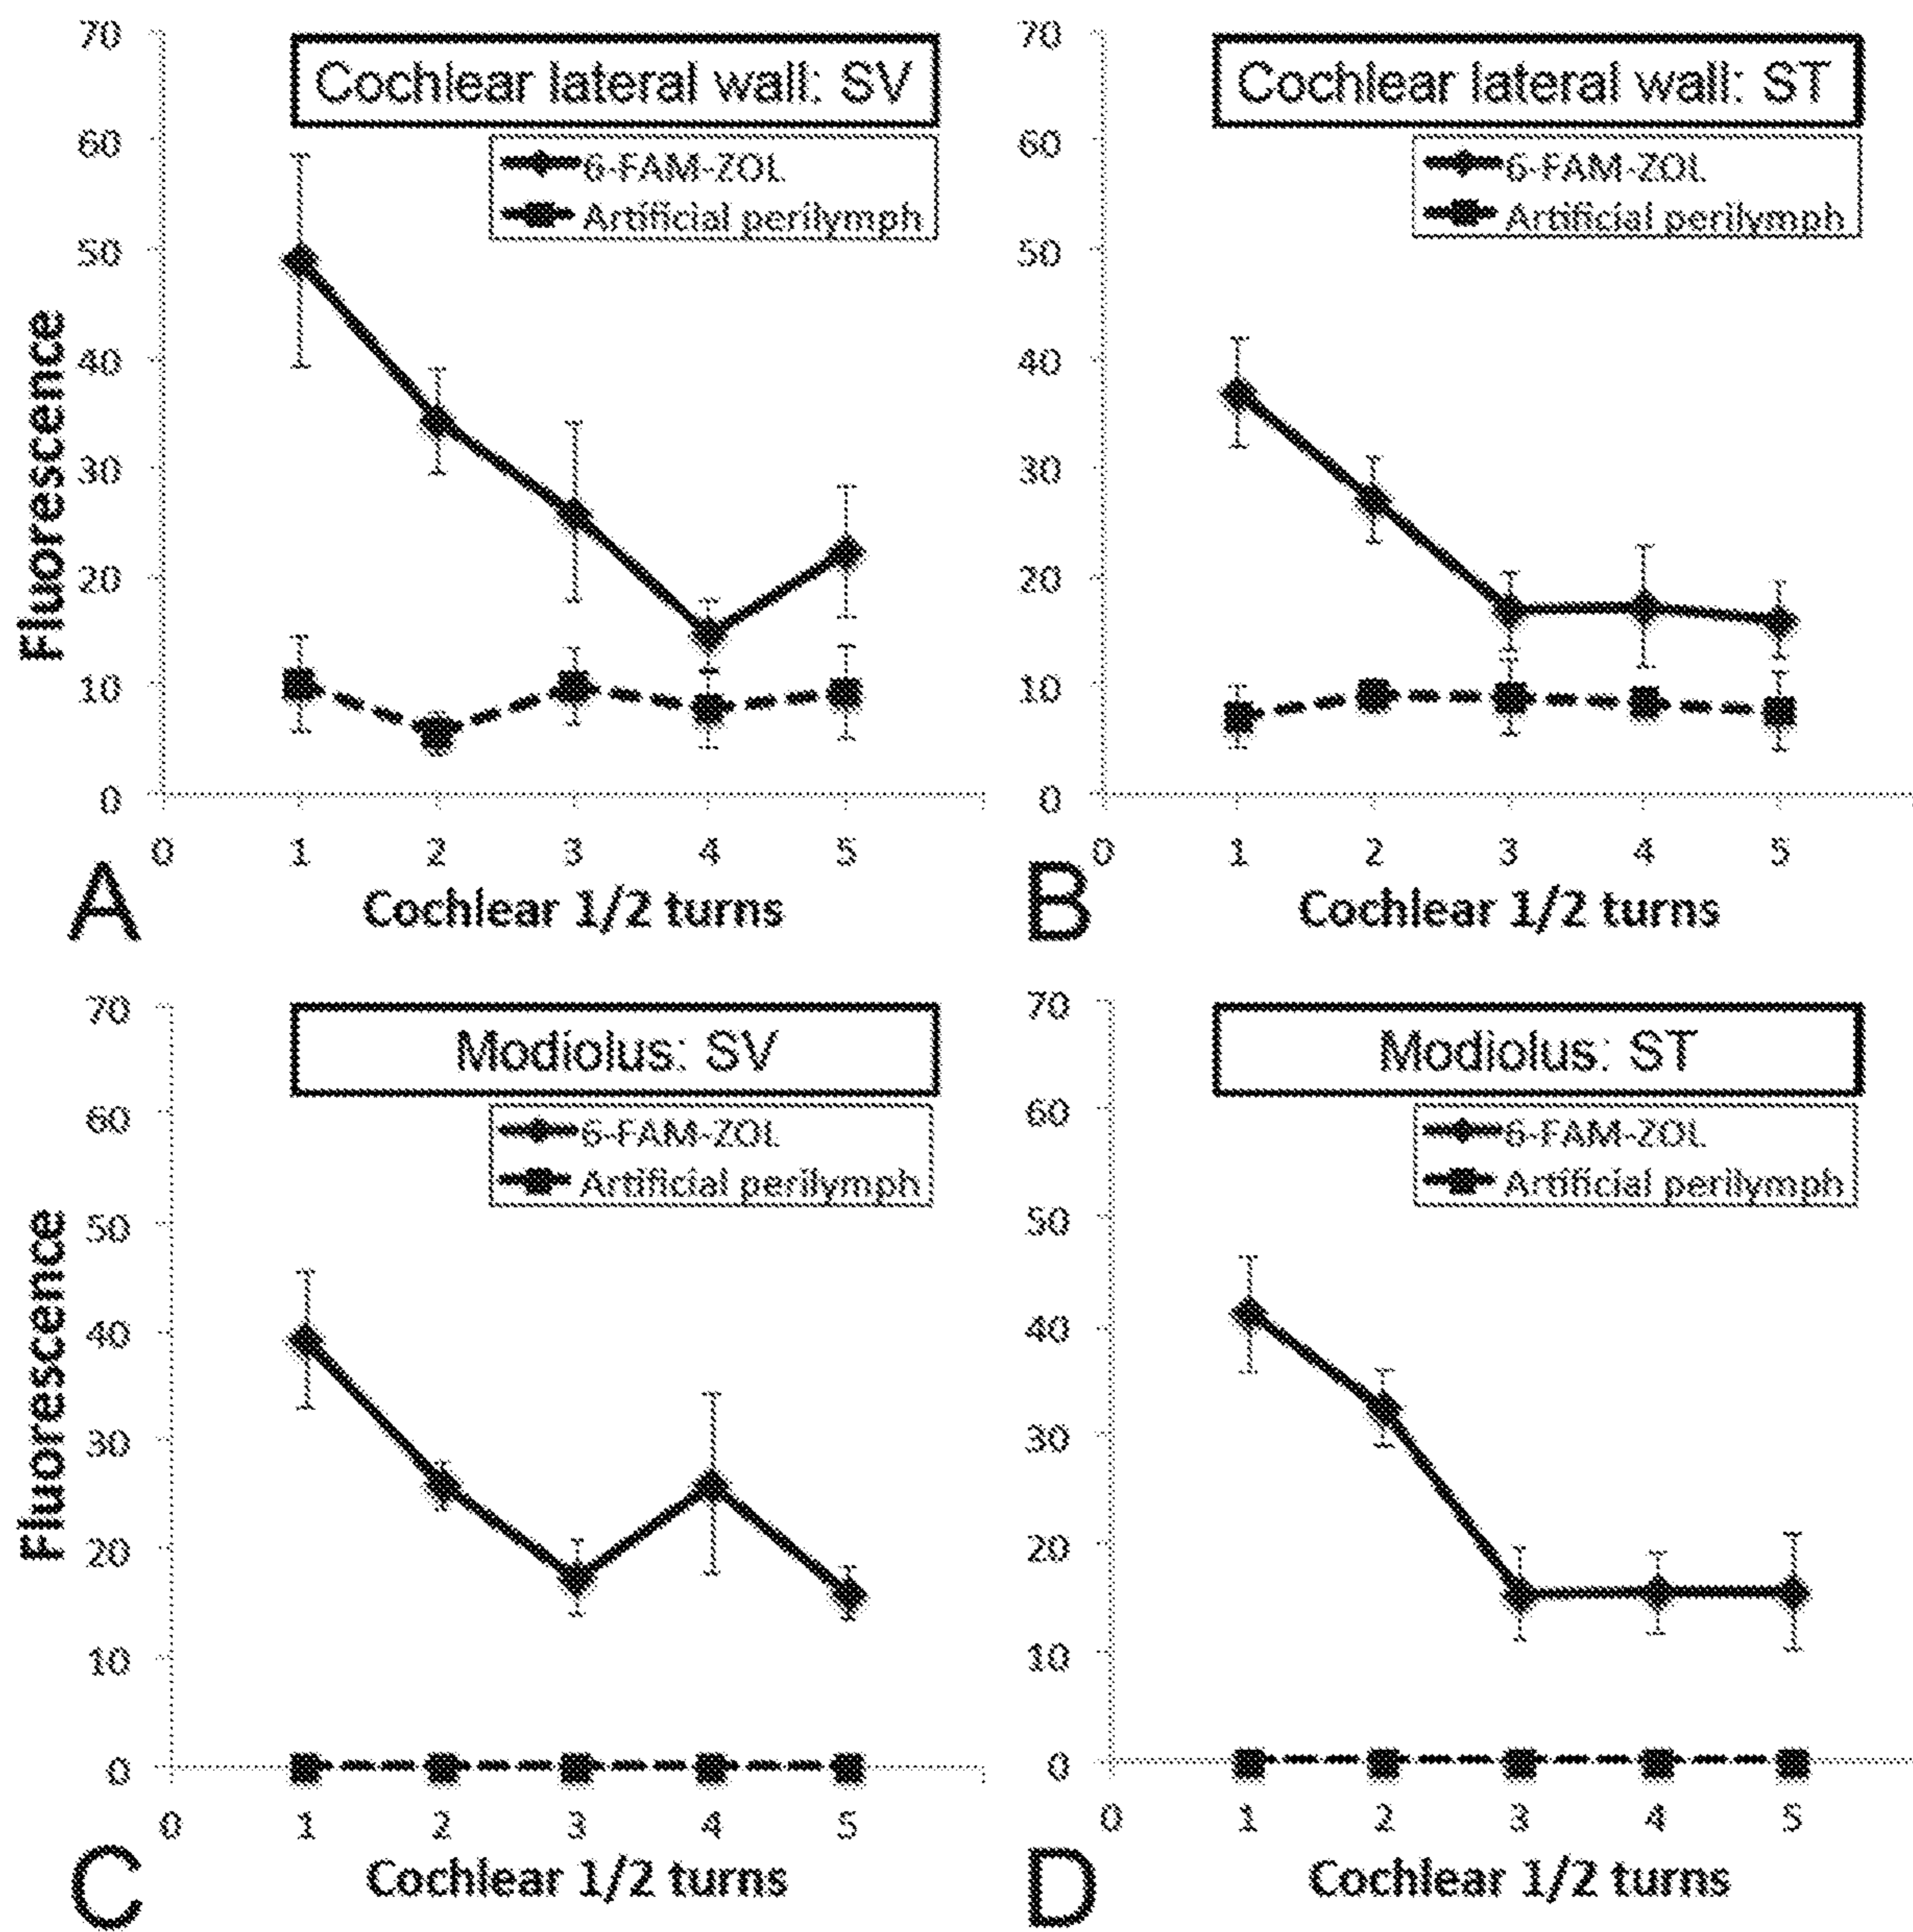 70
Cochlear lateral wall: SV
60
6-FAM-ZOL
Artificial perilymph
50
40
30
20
10
0
Fluorescence
0 1 2 3 4 5
A
Cochlear 1/2 turns
70
Cochlear lateral wall: ST
60
6-FAM-ZOL
Artificial perilymph
50
40
30
20
10
0
0 1 2 3 4 5
B
Cochlear 1/2 turns
70
Modiolus: SV
60
6-FAM-ZOL
Artificial perilymph
50
40
30
20
10
0
Fluorescence
0 1 2 3 4 5
C
Cochlear 1/2 turns
70
Modiolus: ST
60
6-FAM-ZOL
Artificial perilymph
50
40
30
20
10
0
0 1 2 3 4 5
D
Cochlear 1/2 turns